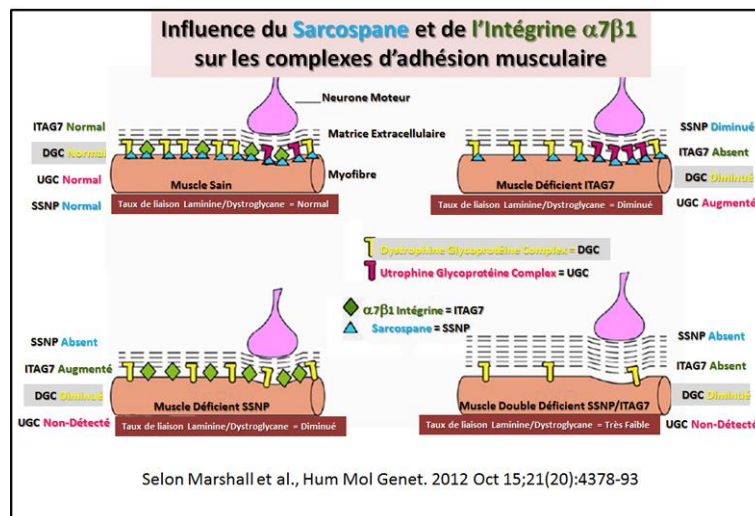 Influence du Sarcospane et de l'Intégrine α7β1
sur les complexes d'adhésion musculaire
Neurone Moteur
ITAG7 Normal
Matrice Extracellulaire
DGC Normal
UGC Normal
Muscle Sain
Myofibre
SSNP Normal
Taux de liaison Laminine/Dystroglycane = Normal
SSNP Diminué
ITAG7 Absent
Muscle Déficient ITAG7
DGC Diminué
Taux de liaison Laminine/Dystroglycane = Diminué
UGC Augmenté
Dystrophine Glycoprotéine Complex = DGC
Utrophine Glycoprotéine Complex = UGC
α7β1 Intégrine = ITAG7
Sarcospane = SSNP
SSNP Absent
ITAG7 Augmenté
DGC Diminué
Muscle Déficient SSNP
UGC Non-Détecté
Taux de liaison Laminine/Dystroglycane = Diminué
SSNP Absent
ITAG7 Absent
DGC Diminué
Muscle Double Déficient SSNP/ITAG7
Taux de liaison Laminine/Dystroglycane = Très Faible
UGC Non-Détecté
Selon Marshall et al., Hum Mol Genet. 2012 Oct 15;21(20):4378-93